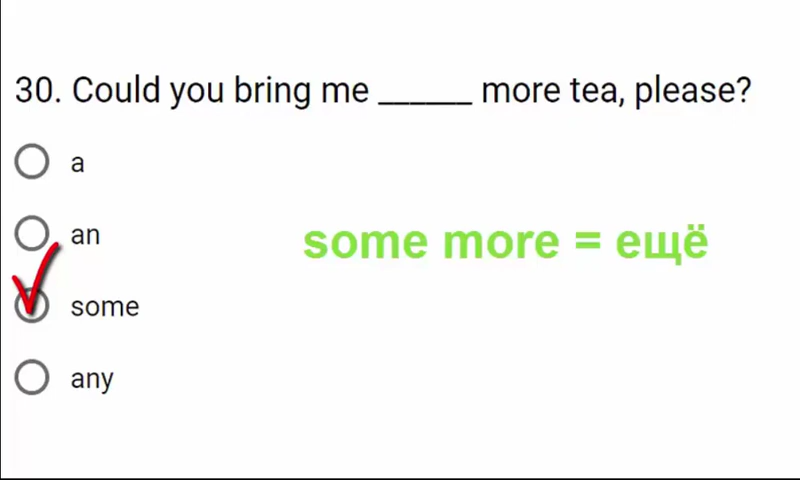 30. Could you bring me ______ more tea, please?
a
an
some more = ещё
some
any